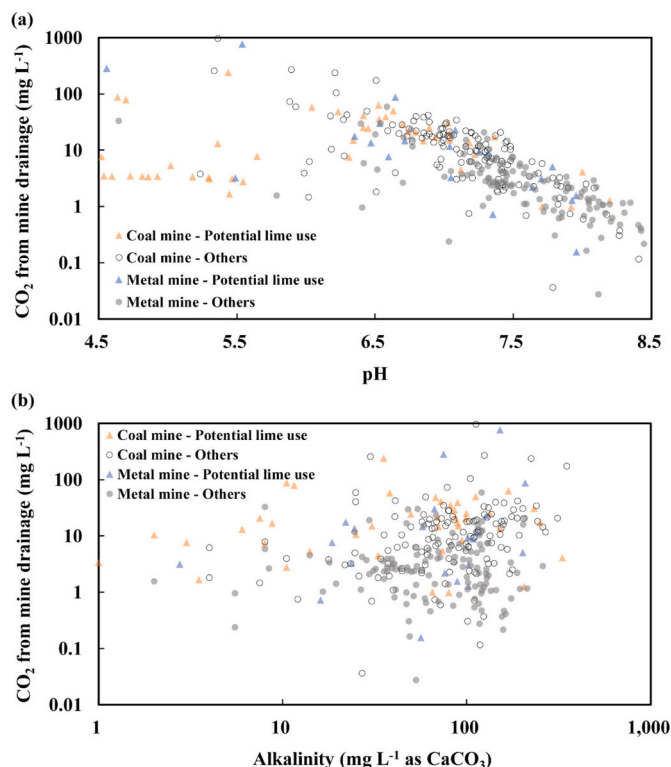 (a)
1000
100
10
1
0.1
0.01
CO₂ from mine drainage (mg L⁻¹)
Coal mine - Potential lime use
Coal mine - Others
Metal mine - Potential lime use
Metal mine - Others
4.5 5.5 6.5 7.5 8.5
pH
(b)
1000
100
10
1
0.1
0.01
CO₂ from mine drainage (mg L⁻¹)
Coal mine - Potential lime use
Coal mine - Others
Metal mine - Potential lime use
Metal mine - Others
1 10 100 1,000
Alkalinity (mg L⁻¹ as CaCO₃)